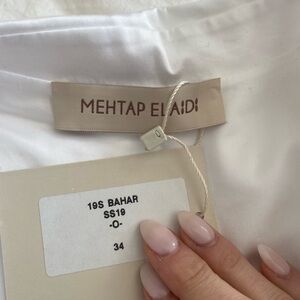 MEHTAP ELAIDI
19S BAHAR
SS19
-O-
34